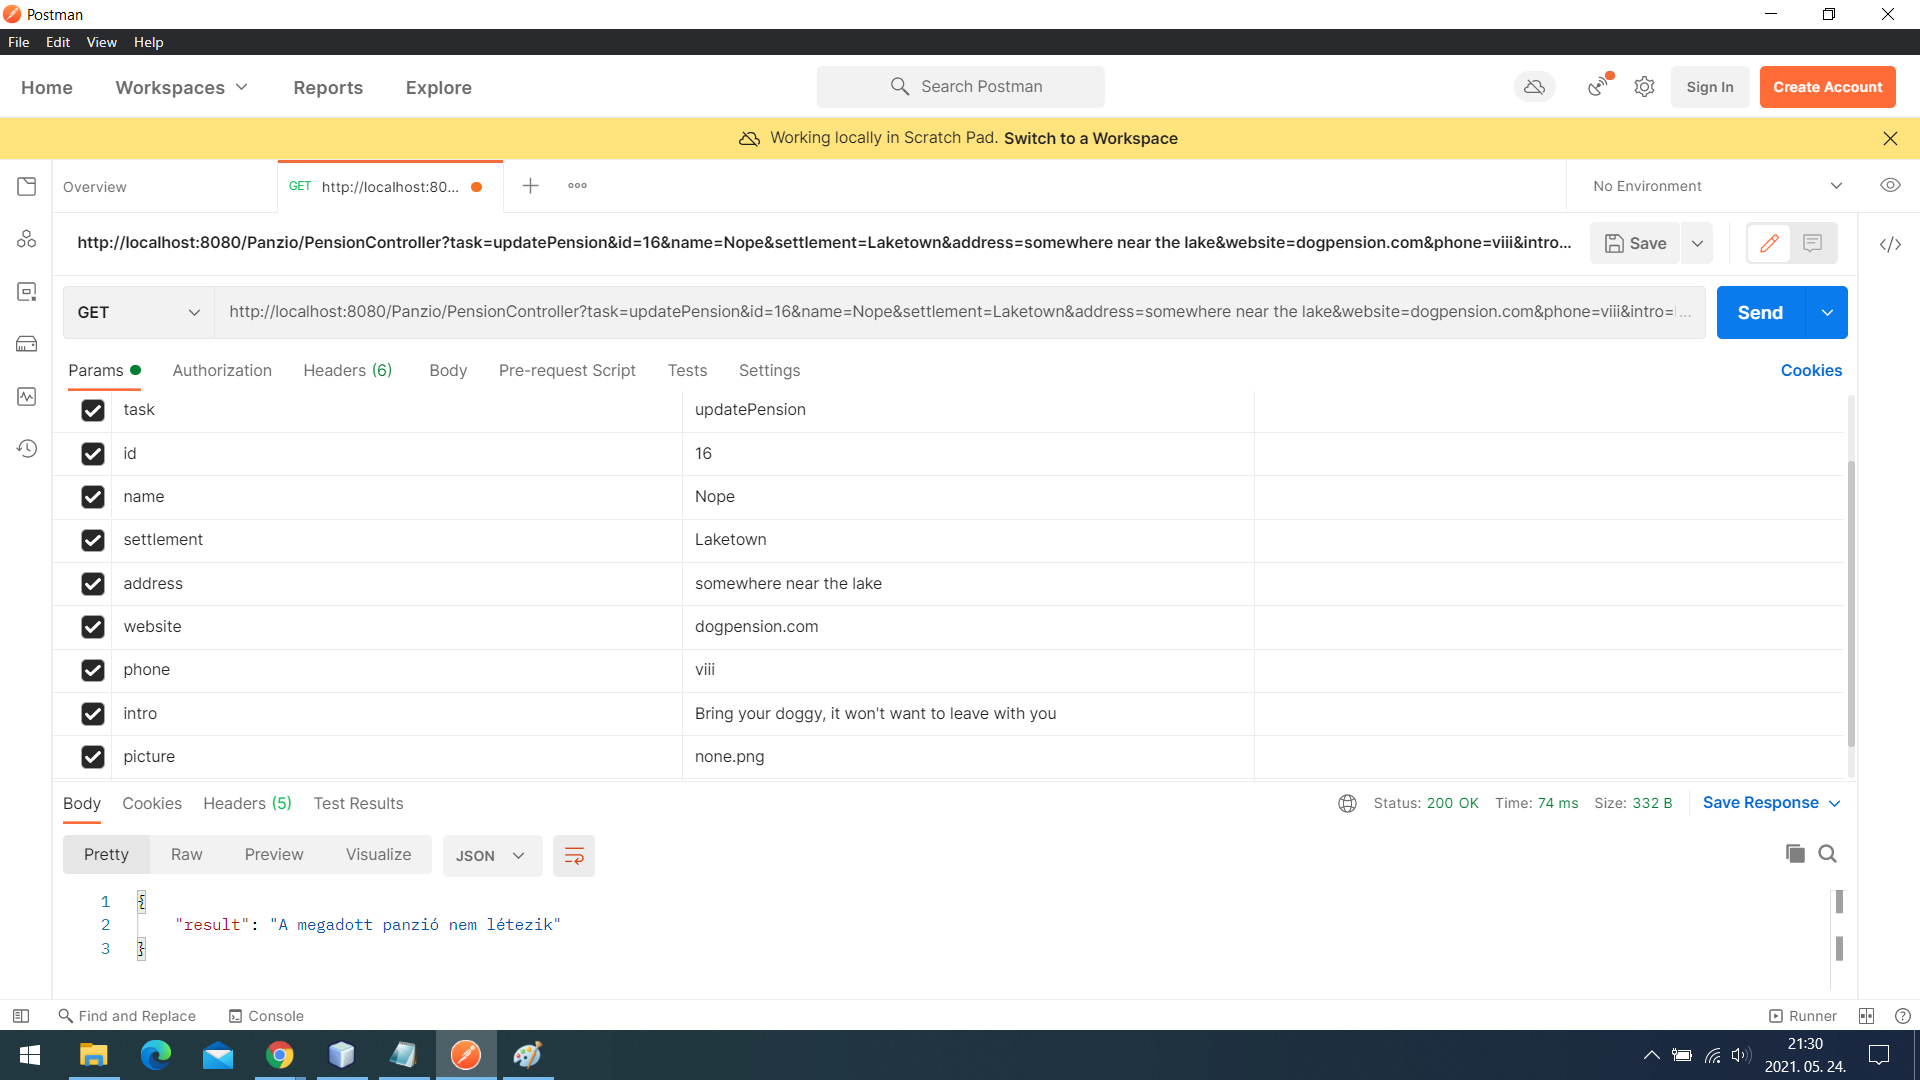 Postman
File Edit View Help
Home Workspaces Reports Explore Search Postman Sign In Create Account
Working locally in Scratch Pad. Switch to a Workspace
Overview GET http://localhost:80... No Environment
http://localhost:8080/Panzio/PensionController?task=updatePension&id=16&name=Nope&settlement=Laketown&address=somewhere near the lake&website=dogpension.com&phone=viii&intro... Save
GET http://localhost:8080/Panzio/PensionController?task=updatePension&id=16&name=Nope&settlement=Laketown&address=somewhere near the lake&website=dogpension.com&phone=viii&intro=... Send
Params Authorization Headers (6) Body Pre-request Script Tests Settings Cookies
task updatePension
id 16
name Nope
settlement Laketown
address somewhere near the lake
website dogpension.com
phone viii
intro Bring your doggy, it won't want to leave with you
picture none.png
Body Cookies Headers (5) Test Results Status: 200 OK Time: 74 ms Size: 332 B Save Response
Pretty Raw Preview Visualize JSON
1 {
2 "result": "A megadott panzió nem létezik"
3 }
Find and Replace Console Runner
21:30
2021. 05. 24.